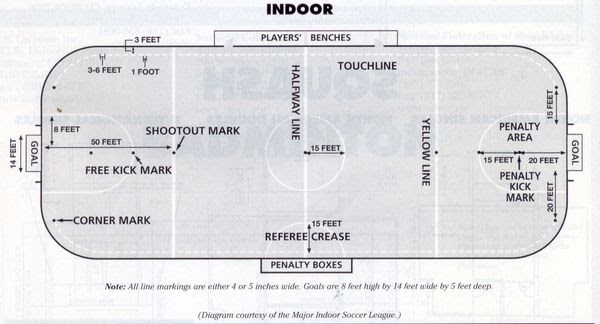 INDOOR
3 FEET
PLAYERS' BENCHES
3-6 FEET
1 FOOT
TOUCHLINE
HALFWAY LINE
15 FEET
8 FEET
SHOOTOUT MARK
PENALTY
AREA
YELLOW LINE
14 FEET
GOAL
50 FEET
15 FEET
15 FEET
20 FEET
GOAL
FREE KICK MARK
PENALTY
KICK
MARK
20 FEET
CORNER MARK
15 FEET
REFEREE CREASE
PENALTY BOXES
Note: All line markings are either 4 or 5 inches wide. Goals are 8 feet high by 14 feet wide by 5 feet deep.
(Diagram courtesy of the Major Indoor Soccer League.)